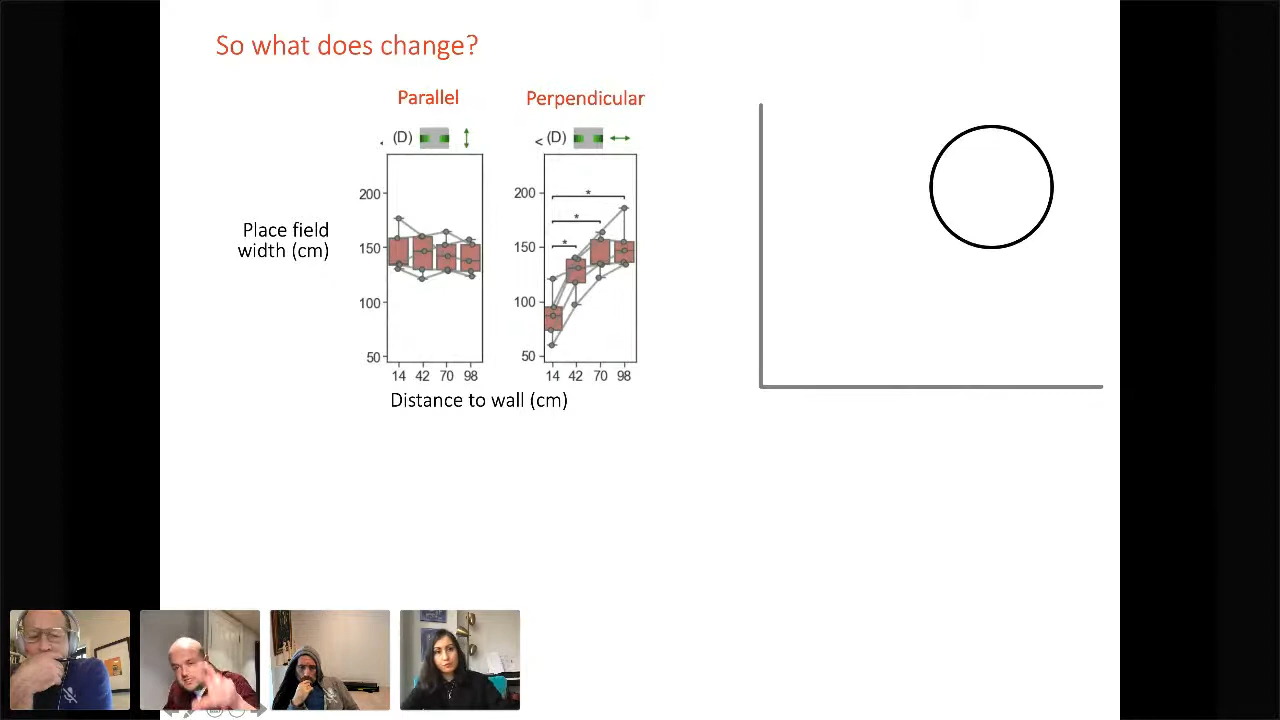 So what does change?
Parallel
Perpendicular
(D)
< (D)
Place field
width (cm)
200
150
100
50
200
150
100
50
*
*
*
14 42 70 98
14 42 70 98
Distance to wall (cm)